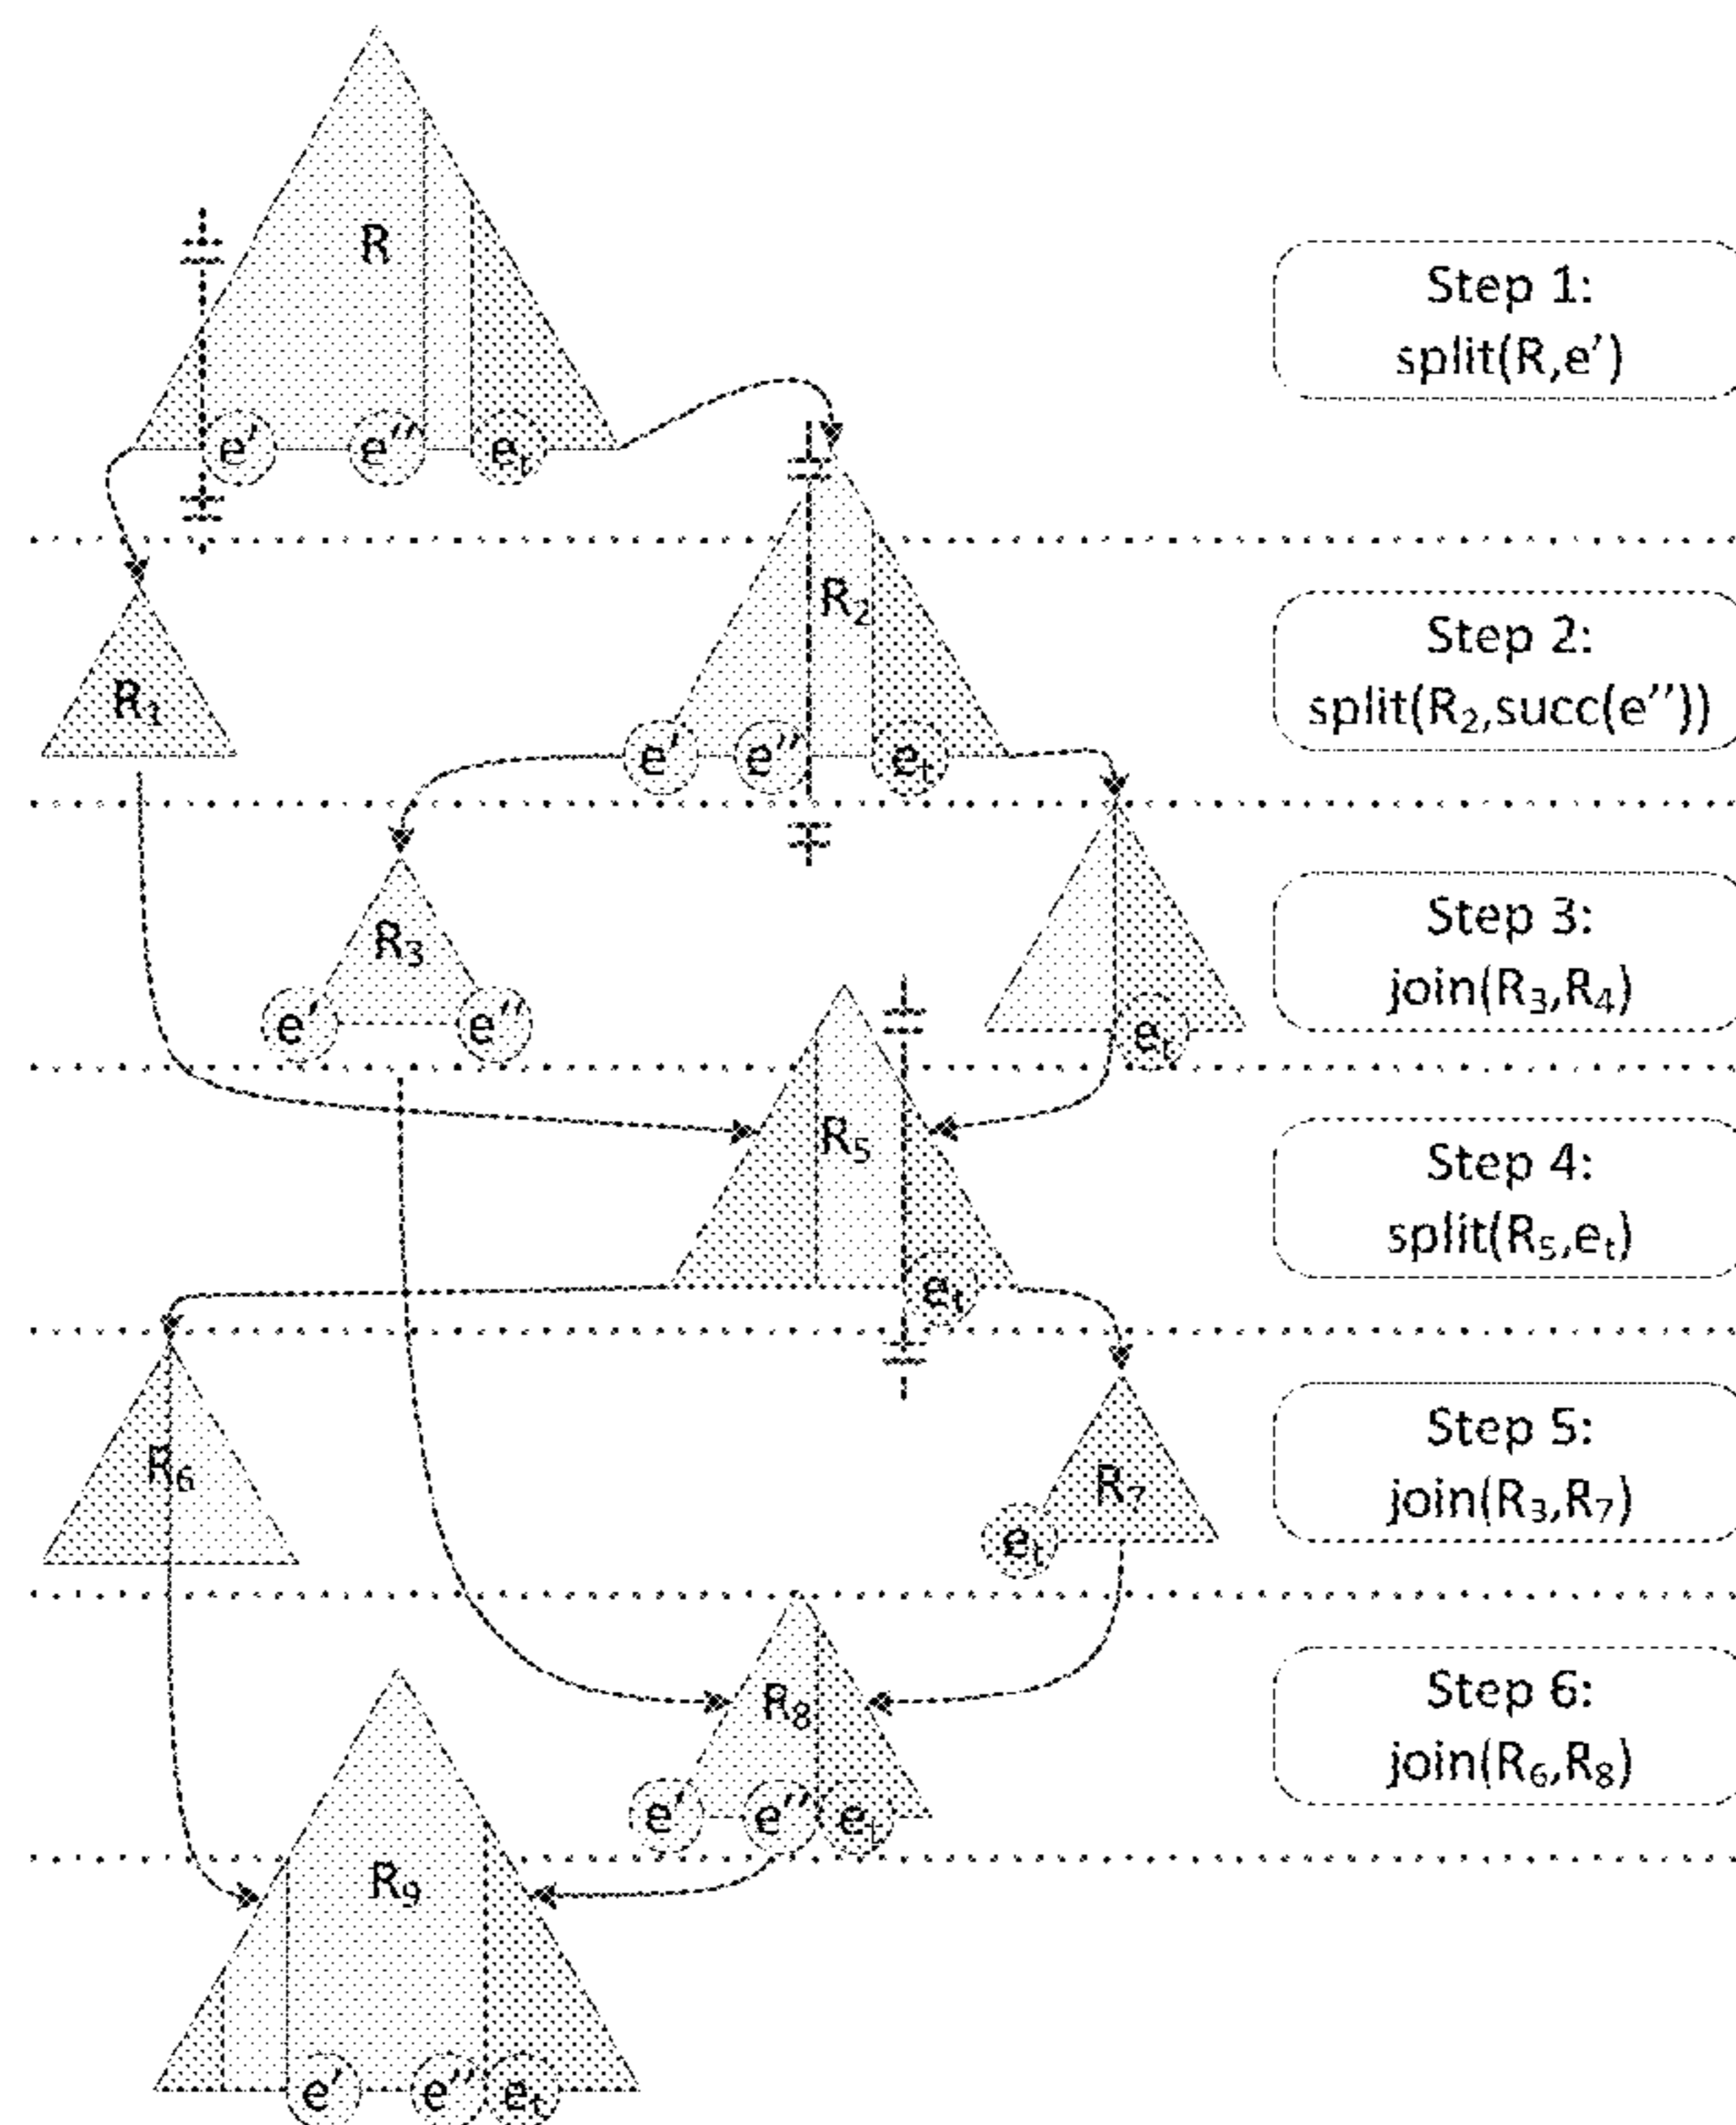 R
Step 1:
split(R,e')
e' e'' eₜ
R₂
Step 2:
split(R₂,succ(e''))
R₁
e' e'' eₜ
Step 3:
join(R₃,R₄)
R₃
e' e'' eₜ
R₅
Step 4:
split(R₅,eₜ)
eₜ
Step 5:
join(R₃,R₇)
R₆ R₇
eₜ
Step 6:
join(R₆,R₈)
R₈
e' e'' eₜ
R₉
e' e'' eₜ